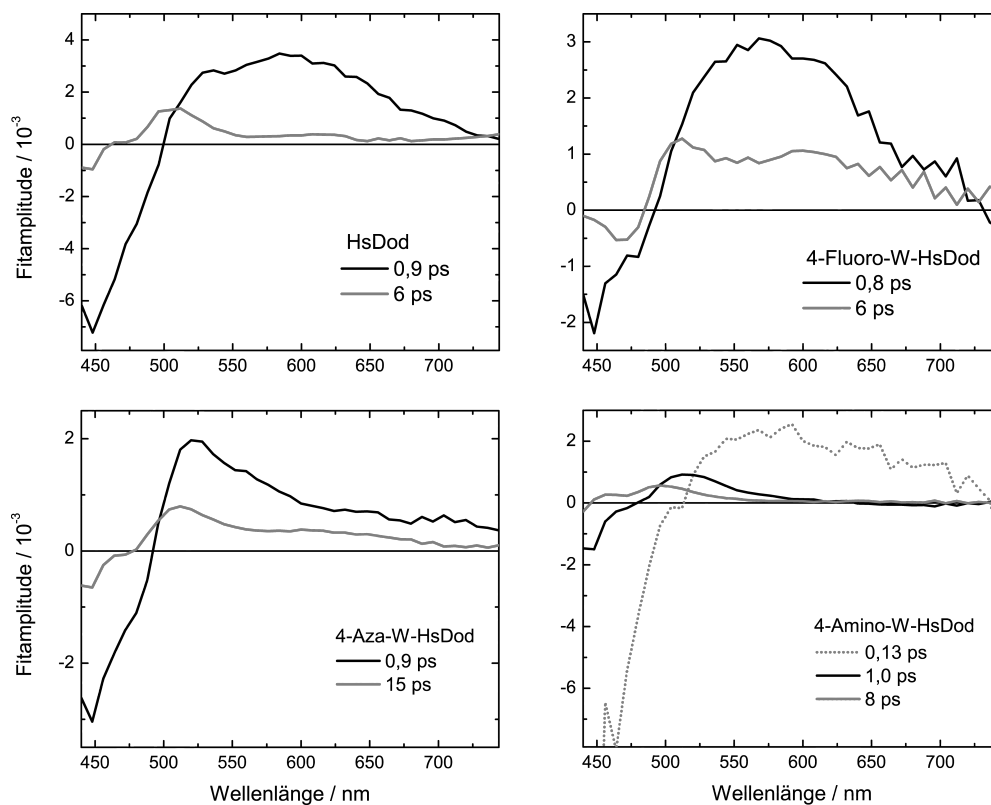 4
2
0
-2
-4
-6
450 500 550 600 650 700
Fitamplitude / 10-3
HsDod
0,9 ps
6 ps
3
2
1
0
-1
-2
450 500 550 600 650 700
4-Fluoro-W-HsDod
0,8 ps
6 ps
2
0
-2
450 500 550 600 650 700
Fitamplitude / 10-3
Wellenlänge / nm
4-Aza-W-HsDod
0,9 ps
15 ps
2
0
-2
-4
-6
450 500 550 600 650 700
Wellenlänge / nm
4-Amino-W-HsDod
0,13 ps
1,0 ps
8 ps